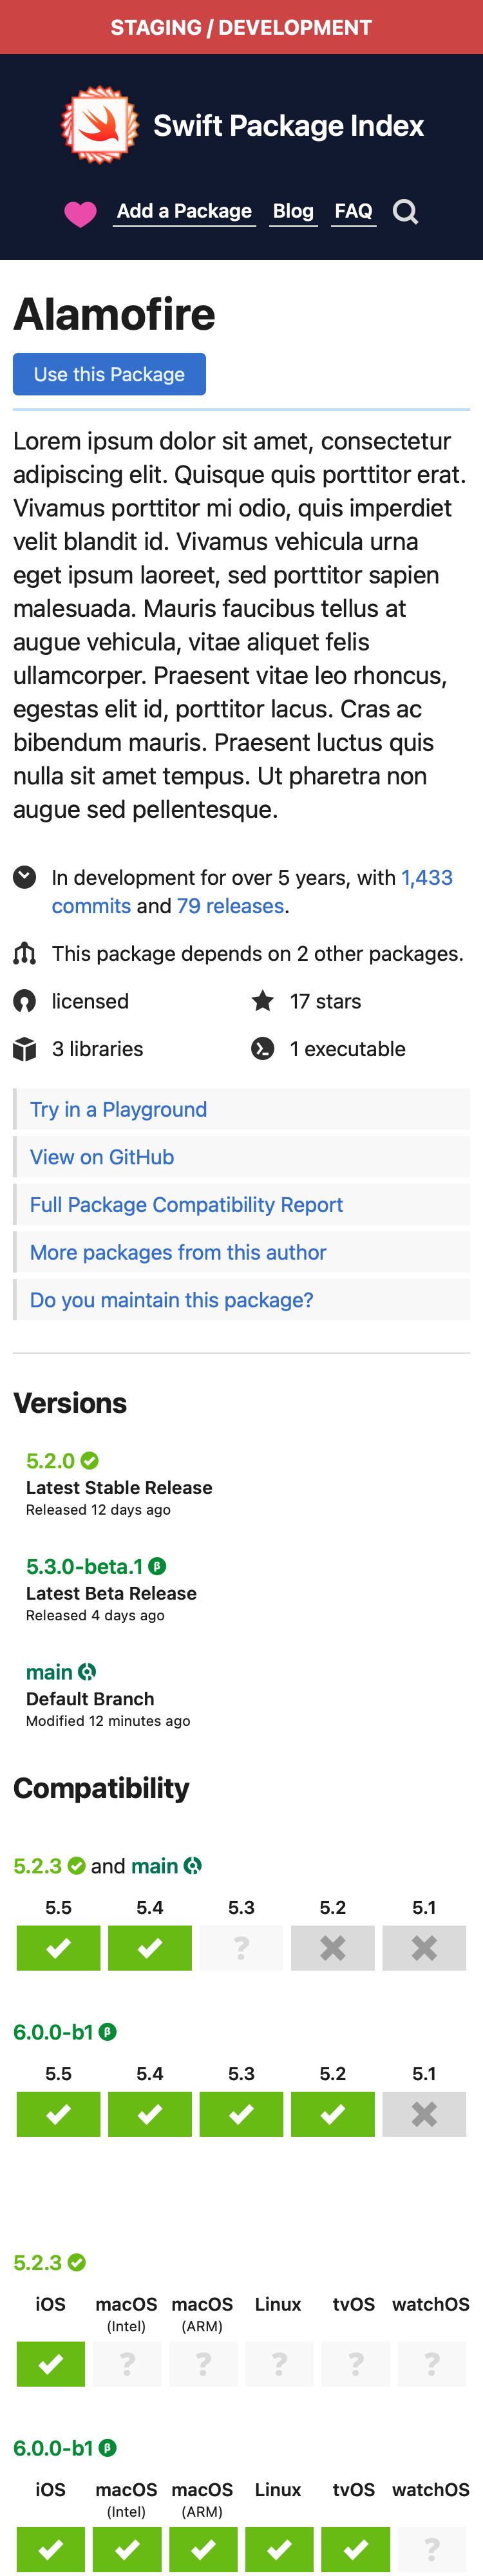 STAGING / DEVELOPMENT
Swift Package Index
Add a Package Blog FAQ
Alamofire
Use this Package
Lorem ipsum dolor sit amet, consectetur
adipiscing elit. Quisque quis porttitor erat.
Vivamus porttitor mi odio, quis imperdiet
velit blandit id. Vivamus vehicula urna
eget ipsum laoreet, sed porttitor sapien
malesuada. Mauris faucibus tellus at
augue vehicula, vitae aliquet felis
ullamcorper. Praesent vitae leo rhoncus,
egestas elit id, porttitor lacus. Cras ac
bibendum mauris. Praesent luctus quis
nulla sit amet tempus. Ut pharetra non
augue sed pellentesque.
In development for over 5 years, with 1,433
commits and 79 releases.
This package depends on 2 other packages.
licensed 17 stars
3 libraries 1 executable
Try in a Playground
View on GitHub
Full Package Compatibility Report
More packages from this author
Do you maintain this package?
Versions
5.2.0
Latest Stable Release
Released 12 days ago
5.3.0-beta.1 β
Latest Beta Release
Released 4 days ago
main
Default Branch
Modified 12 minutes ago
Compatibility
5.2.3 and main
5.5 5.4 5.3 5.2 5.1
?
6.0.0-b1 β
5.5 5.4 5.3 5.2 5.1
5.2.3
iOS macOS macOS Linux tvOS watchOS
(Intel) (ARM)
? ? ? ? ?
6.0.0-b1 β
iOS macOS macOS Linux tvOS watchOS
(Intel) (ARM)
?